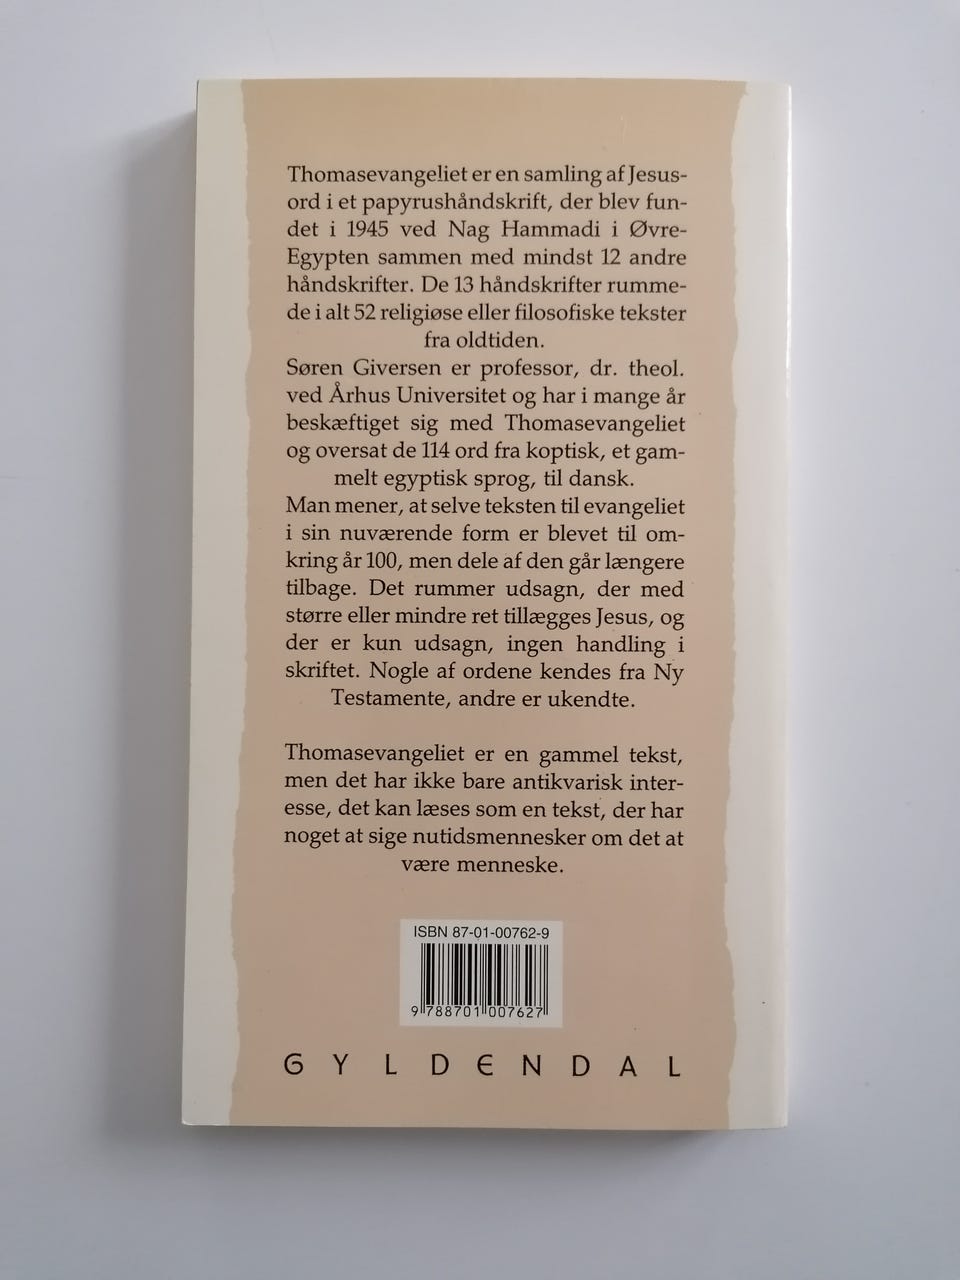 Thomasevangeliet er en samling af Jesus-
ord i et papyrushåndskrift, der blev fun-
det i 1945 ved Nag Hammadi i Øvre-
Egypten sammen med mindst 12 andre
håndskrifter. De 13 håndskrifter rumme-
de i alt 52 religiøse eller filosofiske tekster
fra oldtiden.
Søren Giversen er professor, dr. theol.
ved Århus Universitet og har i mange år
beskæftiget sig med Thomasevangeliet
og oversat de 114 ord fra koptisk, et gam-
melt egyptisk sprog, til dansk.
Man mener, at selve teksten til evangeliet
i sin nuværende form er blevet til om-
kring år 100, men dele af den går længere
tilbage. Det rummer udsagn, der med
større eller mindre ret tillægges Jesus, og
der er kun udsagn, ingen handling i
skriftet. Nogle af ordene kendes fra Ny
Testamente, andre er ukendte.
Thomasevangeliet er en gammel tekst,
men det har ikke bare antikvarisk inter-
esse, det kan læses som en tekst, der har
noget at sige nutidsmennesker om det at
være menneske.
ISBN 87-01-00762-9
9 788701 007627
GYLDENDAL